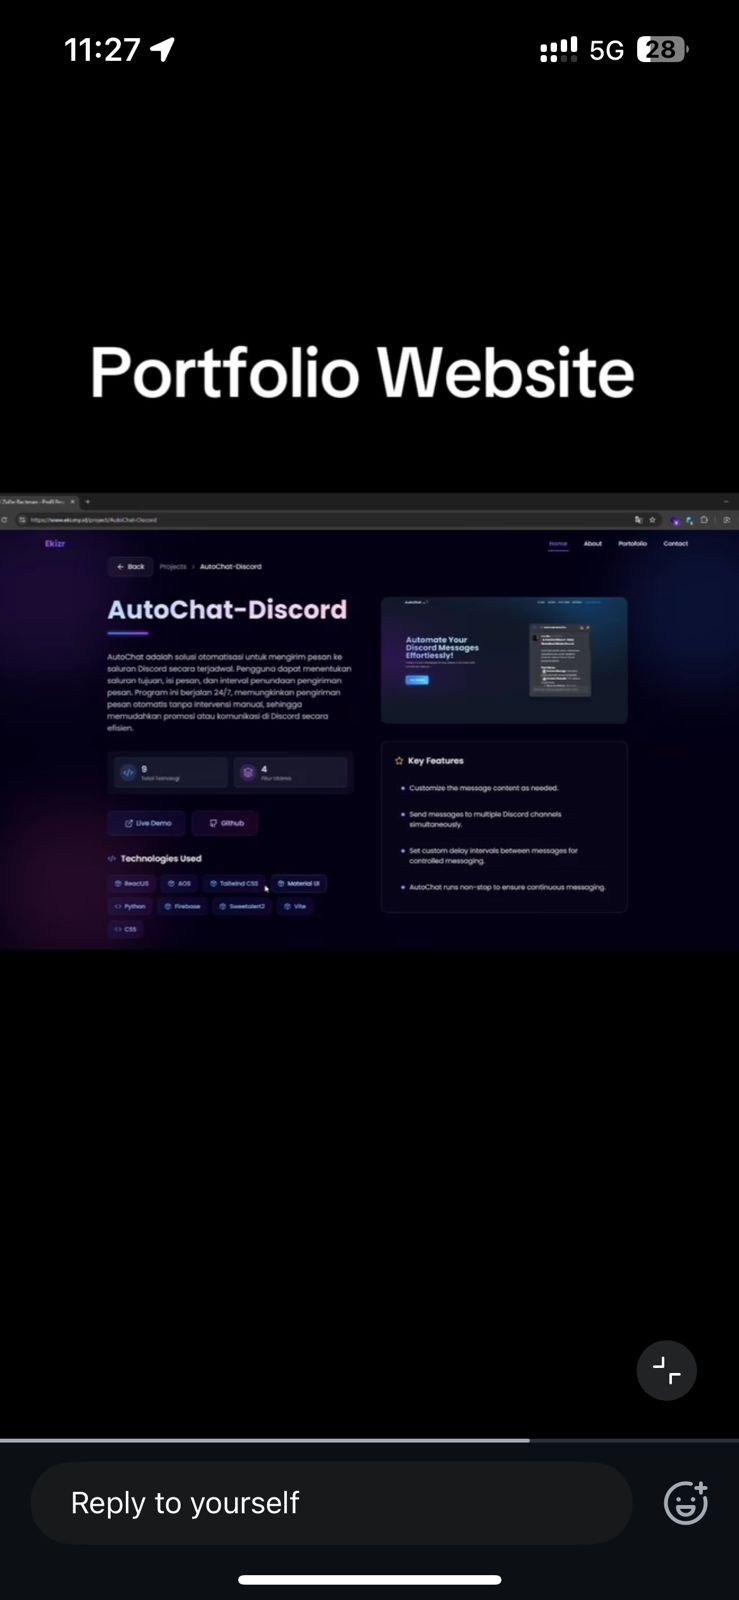 11:27
5G
28
Portfolio Website
https://www.eki.my.id/project/AutoChat-Discord
Ekizr
Home
About
Portofolio
Contact
Back
Projects
AutoChat-Discord
AutoChat-Discord
AutoChat adalah solusi otomatisasi untuk mengirim pesan ke
saluran Discord secara terjadwal. Pengguna dapat menentukan
saluran tujuan, isi pesan, dan interval penundaan pengiriman
pesan. Program ini berjalan 24/7, memungkinkan pengiriman
pesan otomatis tanpa intervensi manual, sehingga
memudahkan promosi atau komunikasi di Discord secara
efisien.
9
Total Teknologi
4
Fitur Utama
Live Demo
Github
Technologies Used
ReactJS
AOS
Tailwind CSS
Material UI
Python
Firebase
Sweetalert2
Vite
CSS
Automate Your
Discord Messages
Effortlessly!
Key Features
Customize the message content as needed.
Send messages to multiple Discord channels
simultaneously.
Set custom delay intervals between messages for
controlled messaging.
AutoChat runs non-stop to ensure continuous messaging.
Reply to yourself